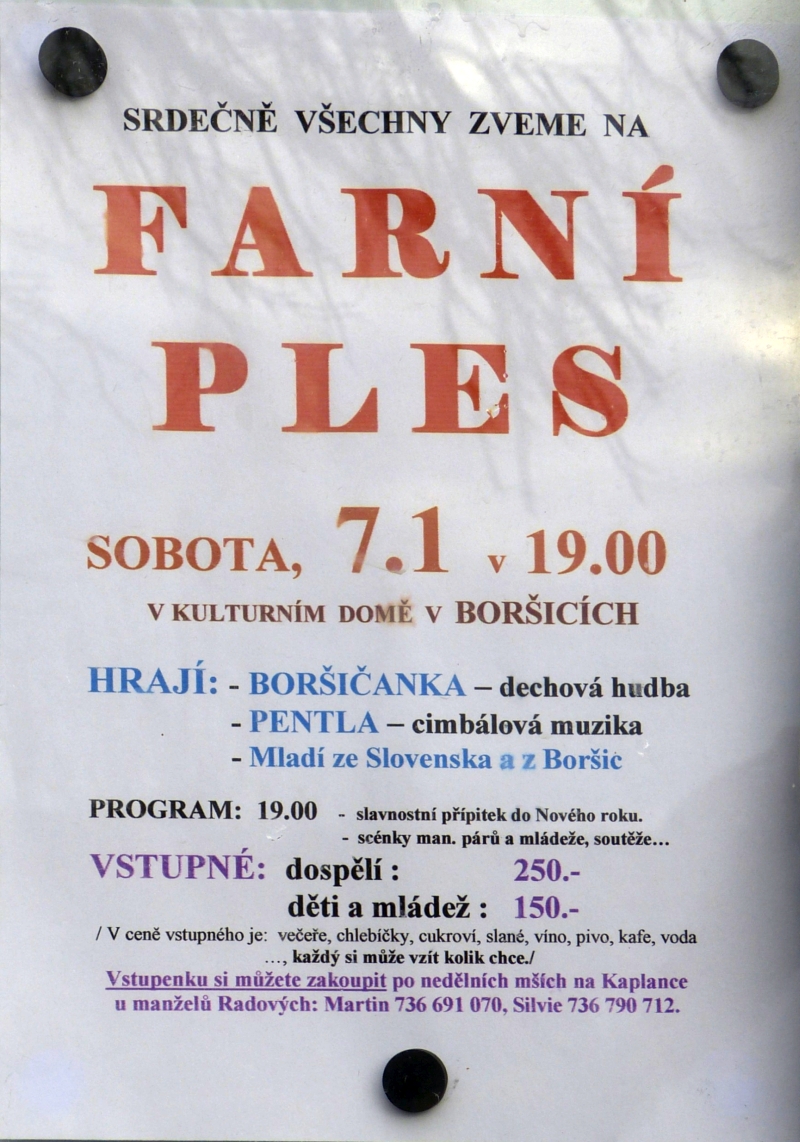 SRDEČNĚ VŠECHNY ZVEME NA
FARNÍ
PLES
SOBOTA, 7.1 v 19.00
V KULTURNÍM DOMĚ V BORŠICÍCH
HRAJÍ: - BORŠIČANKA – dechová hudba
- PENTLA – cimbálová muzika
- Mladí ze Slovenska a z Boršic
PROGRAM: 19.00 - slavnostní přípitek do Nového roku.
- scénky man. párů a mládeže, soutěže...
VSTUPNÉ: dospělí : 250.-
děti a mládež : 150.-
/ V ceně vstupného je: večeře, chlebíčky, cukroví, slané, víno, pivo, kafe, voda
..., každý si může vzít kolik chce./
Vstupenku si můžete zakoupit po nedělních mších na Kaplance
u manželů Radových: Martin 736 691 070, Silvie 736 790 712.